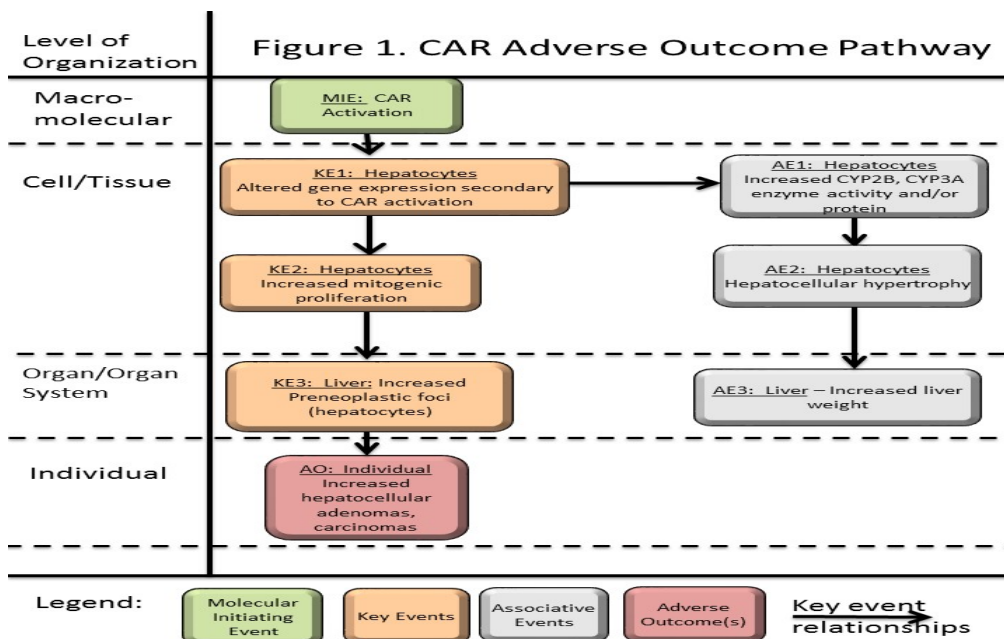 Level of
Organization
Figure 1. CAR Adverse Outcome Pathway
Macro-
molecular
MIE: CAR
Activation
Cell/Tissue
KE1: Hepatocytes
Altered gene expression secondary
to CAR activation
AE1: Hepatocytes
Increased CYP2B, CYP3A
enzyme activity and/or
protein
KE2: Hepatocytes
Increased mitogenic
proliferation
AE2: Hepatocytes
Hepatocellular hypertrophy
Organ/Organ
System
KE3: Liver: Increased
Preneoplastic foci
(hepatocytes)
AE3: Liver – Increased liver
weight
Individual
AO: Individual
Increased
hepatocellular
adenomas,
carcinomas
Legend:
Molecular
Initiating
Event
Key Events
Associative
Events
Adverse
Outcome(s)
Key event
relationships